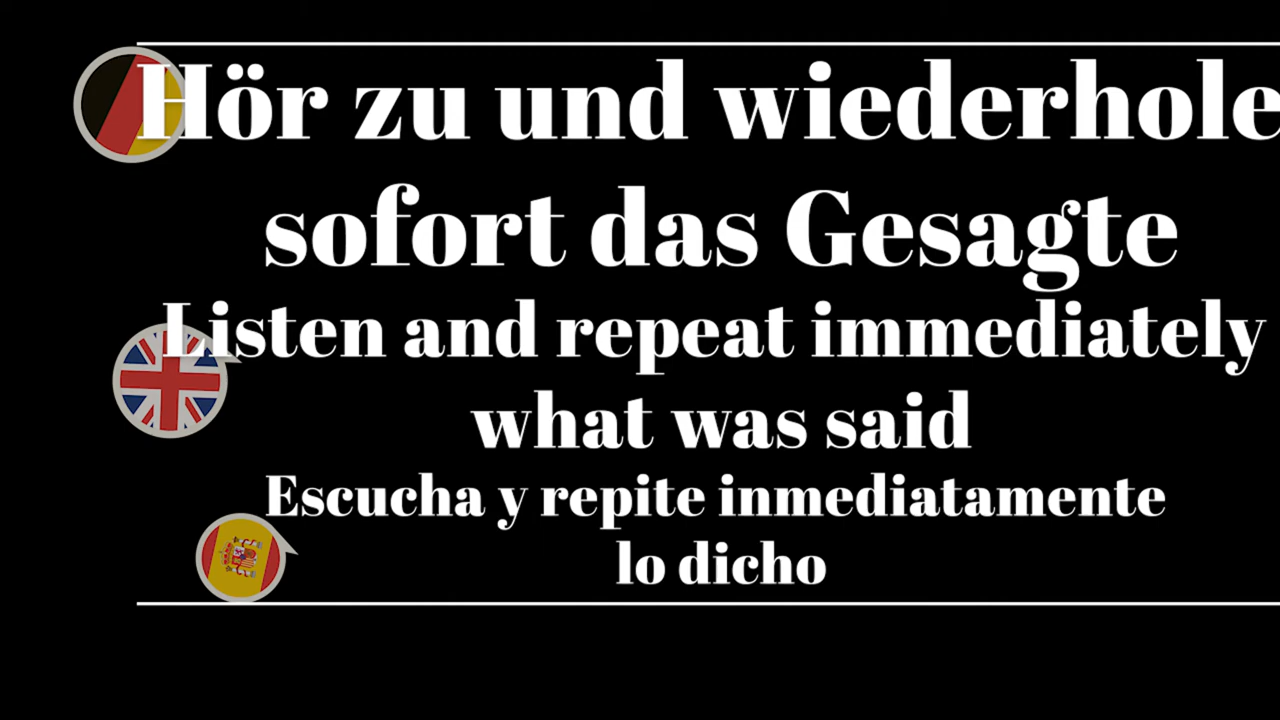 Hör zu und wiederhole
sofort das Gesagte
Listen and repeat immediately
what was said
Escucha y repite inmediatamente
lo dicho